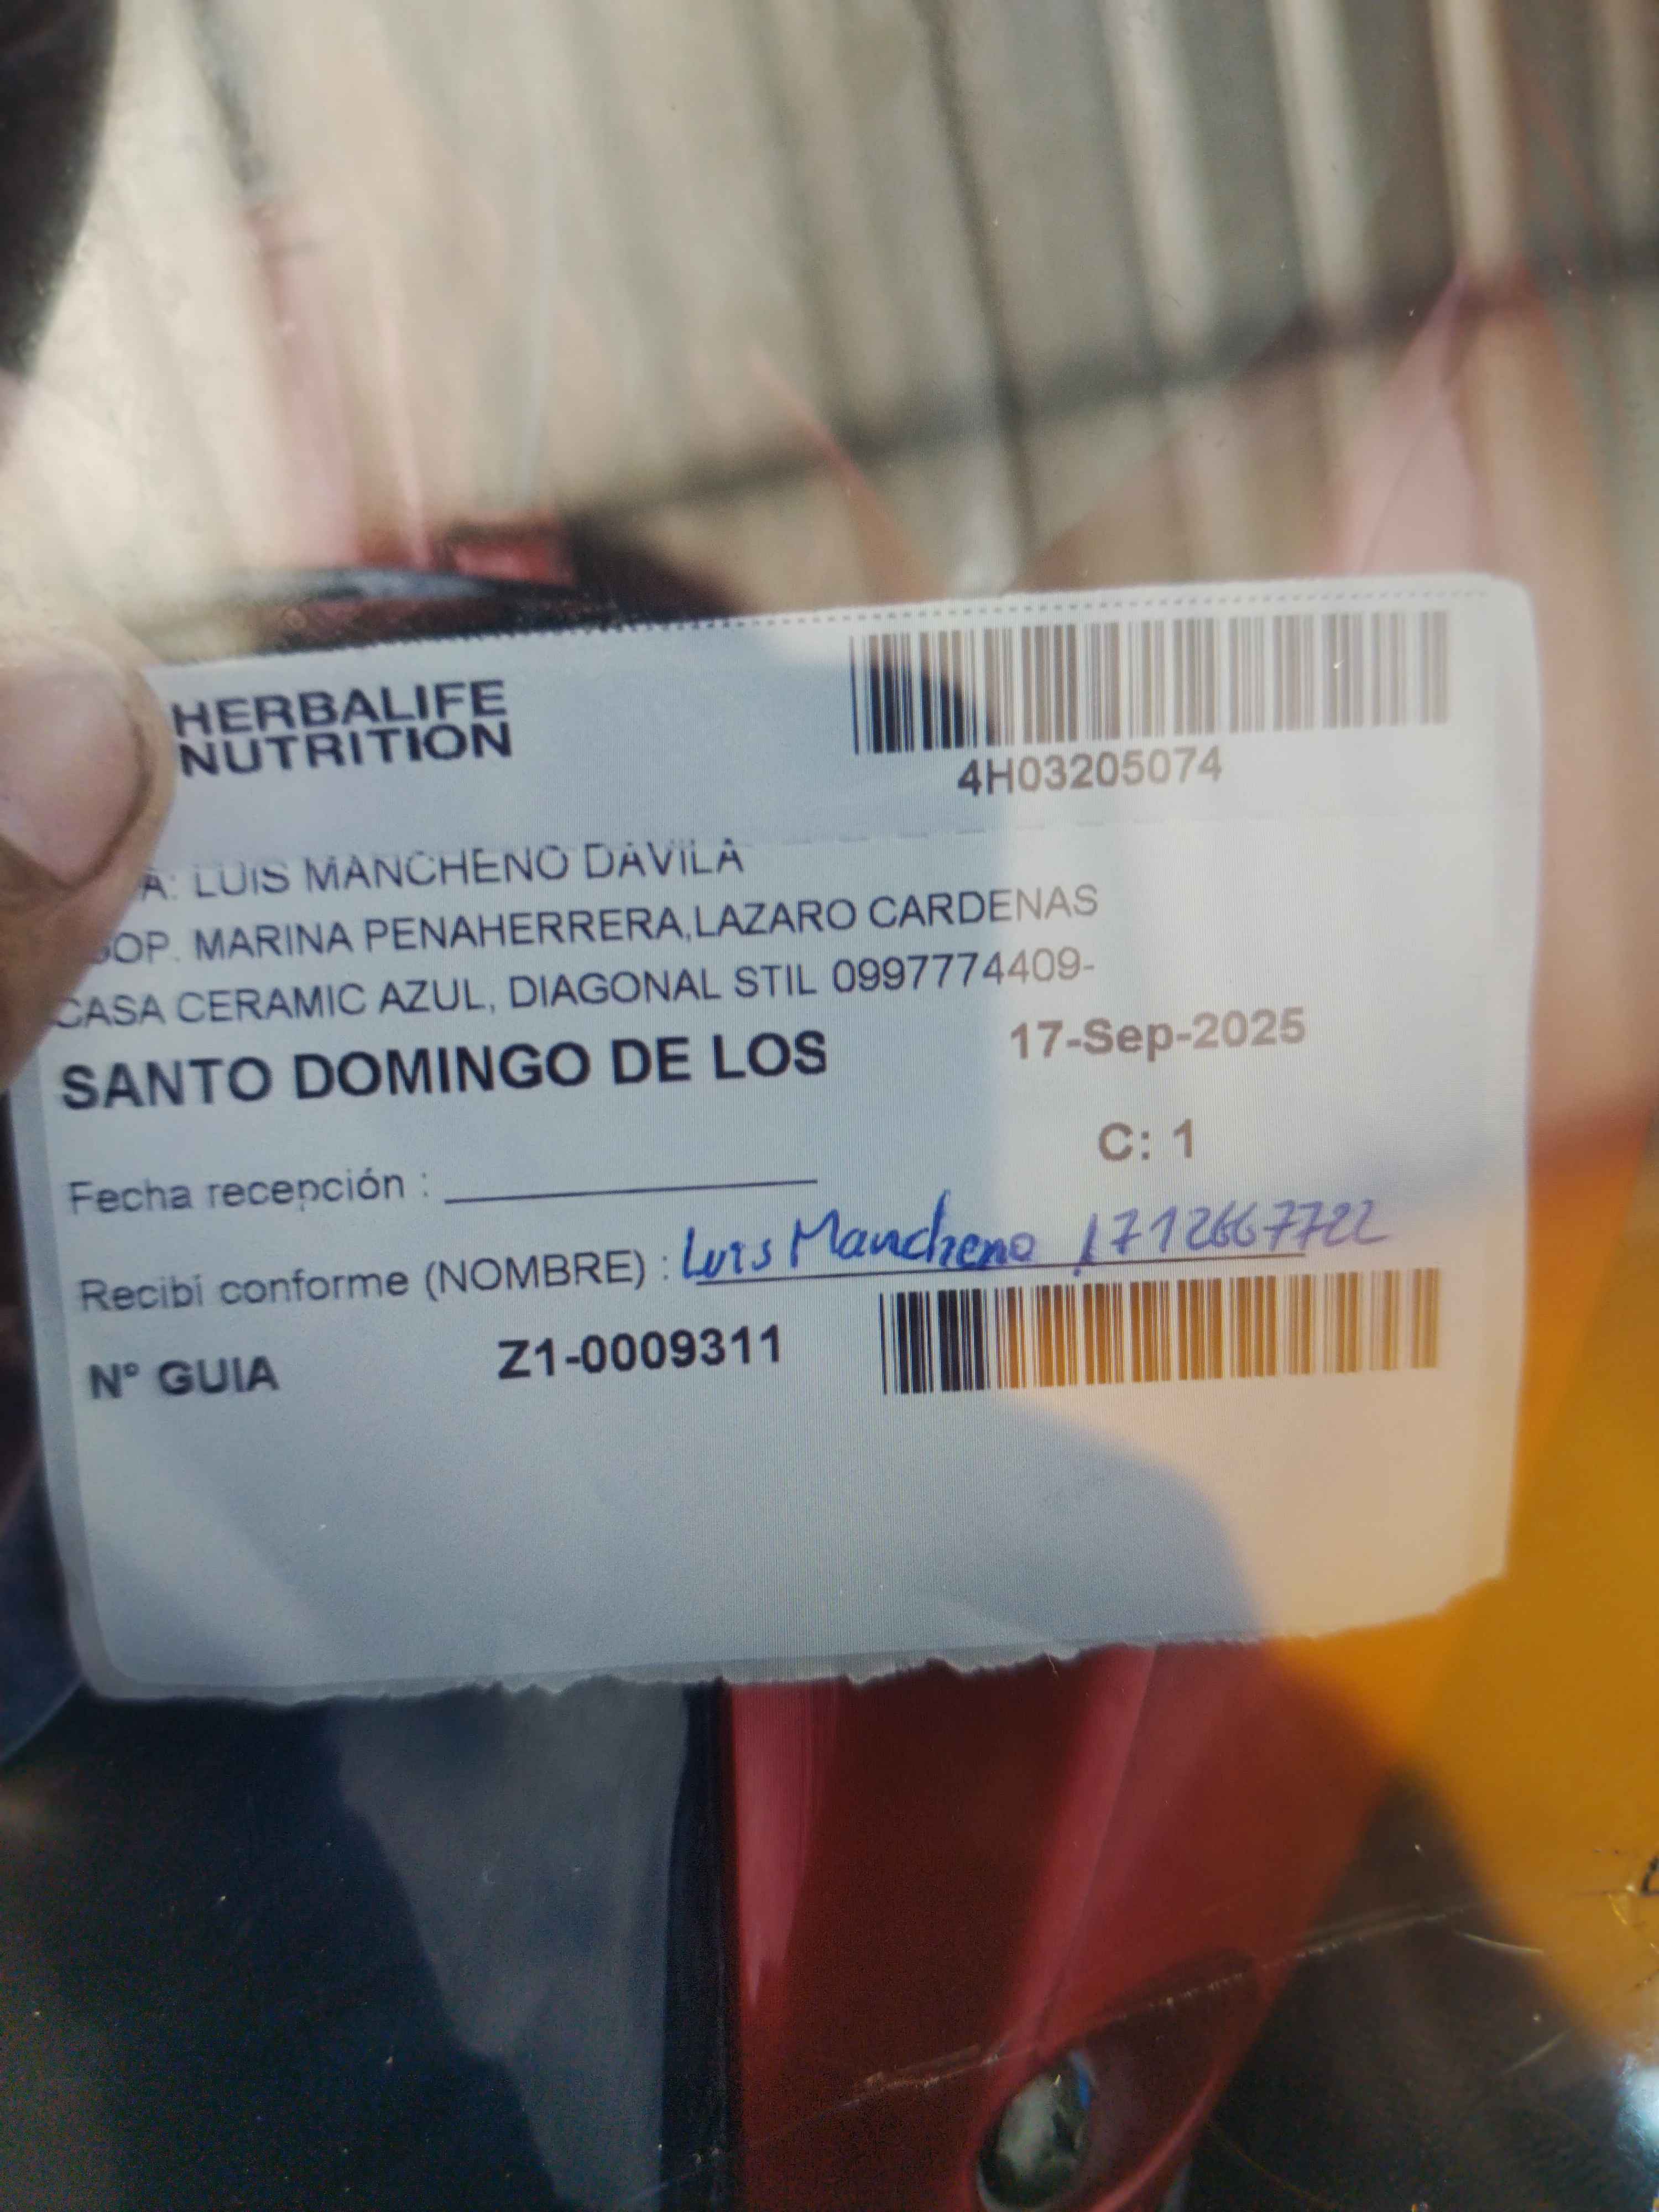 HERBALIFE
NUTRITION
4H03205074
A: LUIS MANCHENO DAVILA
OP. MARINA PENAHERRERA,LAZARO CARDENAS
CASA CERAMIC AZUL, DIAGONAL STIL 0997774409-
SANTO DOMINGO DE LOS
17-Sep-2025
C: 1
Fecha recepción :
Recibí conforme (NOMBRE) : Luis Mancheno 1712667722
N° GUIA Z1-0009311